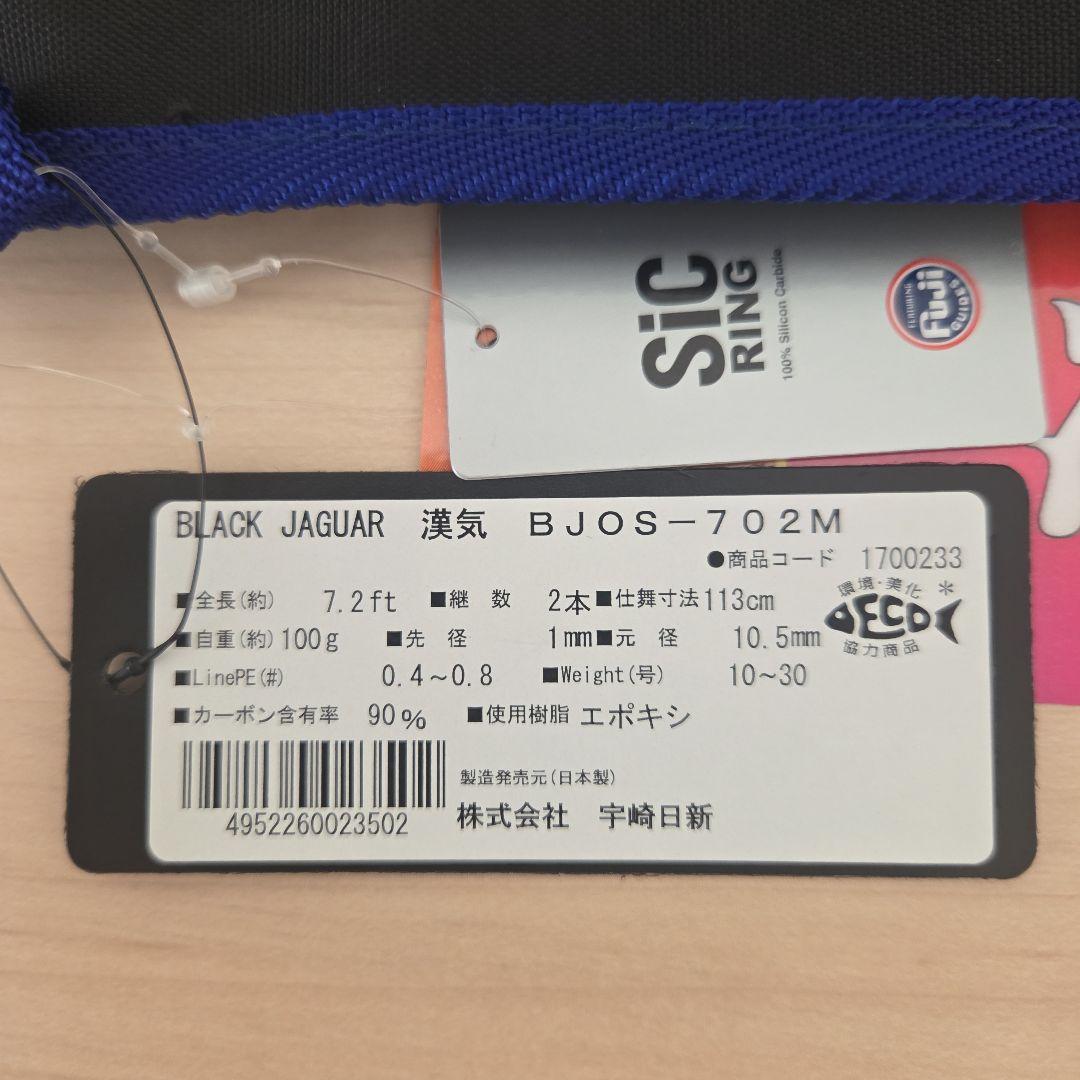 SiC
RING
100% Silicon Carbide
FEATURING
Fuji
GUIDES
BLACK JAGUAR 漢気 BJOS-702M
●商品コード 1700233
■全長(約) 7.2ft ■継 数 2本 ■仕舞寸法 113cm
■自重(約) 100g ■先 径 1mm ■元 径 10.5mm
■LinePE(#) 0.4~0.8 ■Weight(号) 10~30
■カーボン含有率 90% ■使用樹脂 エポキシ
環境・美化 *
ECO
協力商品
製造発売元(日本製)
株式会社 宇崎日新
4952260023502